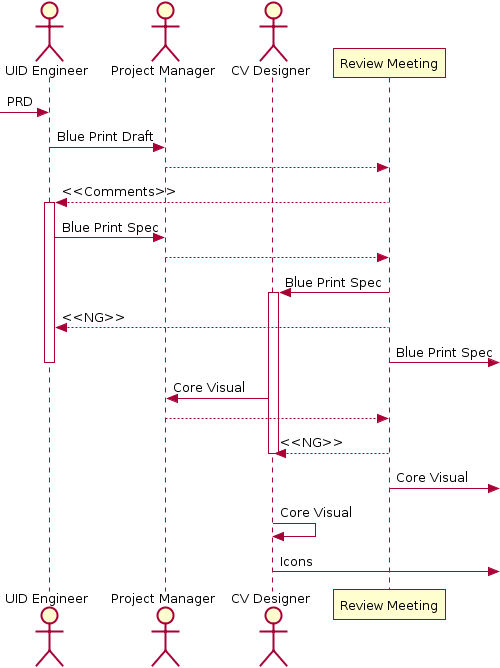 UID Engineer
Project Manager
CV Designer
Review Meeting
PRD
Blue Print Draft
<<Comments>>
Blue Print Spec
Blue Print Spec
<<NG>>
Blue Print Spec
Core Visual
<<NG>>
Core Visual
Core Visual
Icons
UID Engineer
Project Manager
CV Designer
Review Meeting